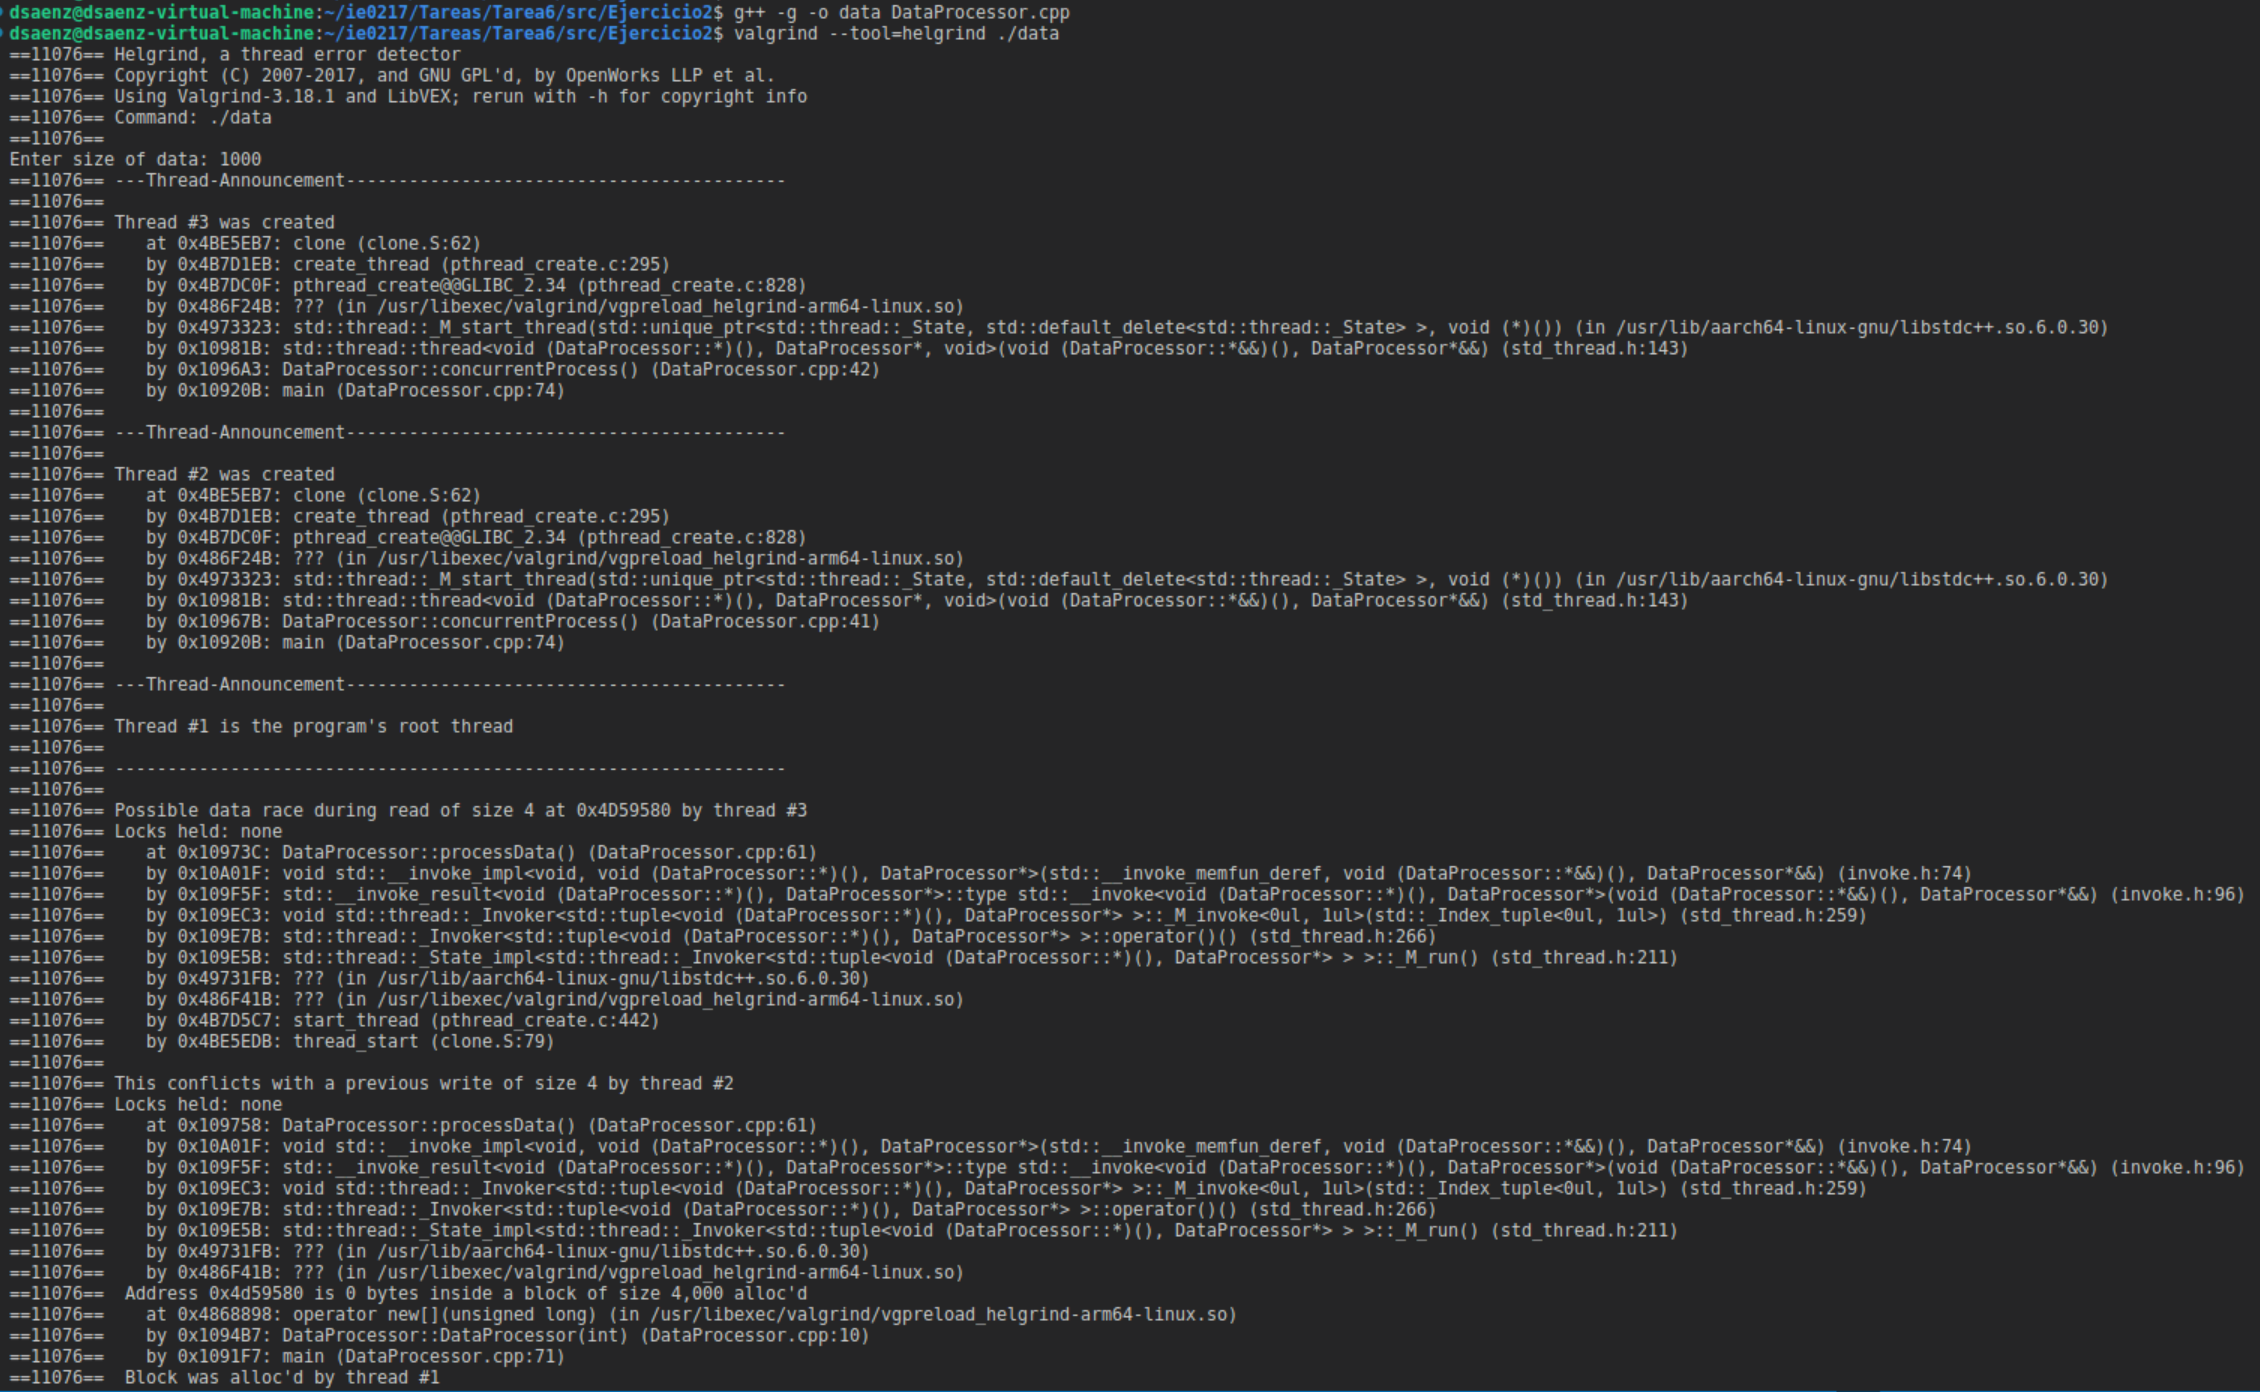 dsaenz@dsaenz-virtual-machine:~/ie0217/Tareas/Tarea6/src/Ejercicio2$ g++ -g -o data DataProcessor.cpp
dsaenz@dsaenz-virtual-machine:~/ie0217/Tareas/Tarea6/src/Ejercicio2$ valgrind --tool=helgrind ./data
==11076== Helgrind, a thread error detector
==11076== Copyright (C) 2007-2017, and GNU GPL'd, by OpenWorks LLP et al.
==11076== Using Valgrind-3.18.1 and LibVEX; rerun with -h for copyright info
==11076== Command: ./data
==11076==
Enter size of data: 1000
==11076== ---Thread-Announcement------------------------------------------
==11076==
==11076== Thread #3 was created
==11076==    at 0x4BE5EB7: clone (clone.S:62)
==11076==    by 0x4B7D1EB: create_thread (pthread_create.c:295)
==11076==    by 0x4B7DC0F: pthread_create@@GLIBC_2.34 (pthread_create.c:828)
==11076==    by 0x486F24B: ??? (in /usr/libexec/valgrind/vgpreload_helgrind-arm64-linux.so)
==11076==    by 0x4973323: std::thread::_M_start_thread(std::unique_ptr<std::thread::_State, std::default_delete<std::thread::_State> >, void (*)()) (in /usr/lib/aarch64-linux-gnu/libstdc++.so.6.0.30)
==11076==    by 0x10981B: std::thread::thread<void (DataProcessor::*)(), DataProcessor*, void>(void (DataProcessor::*&&)(), DataProcessor*&&) (std_thread.h:143)
==11076==    by 0x1096A3: DataProcessor::concurrentProcess() (DataProcessor.cpp:42)
==11076==    by 0x10920B: main (DataProcessor.cpp:74)
==11076==
==11076== ---Thread-Announcement------------------------------------------
==11076==
==11076== Thread #2 was created
==11076==    at 0x4BE5EB7: clone (clone.S:62)
==11076==    by 0x4B7D1EB: create_thread (pthread_create.c:295)
==11076==    by 0x4B7DC0F: pthread_create@@GLIBC_2.34 (pthread_create.c:828)
==11076==    by 0x486F24B: ??? (in /usr/libexec/valgrind/vgpreload_helgrind-arm64-linux.so)
==11076==    by 0x4973323: std::thread::_M_start_thread(std::unique_ptr<std::thread::_State, std::default_delete<std::thread::_State> >, void (*)()) (in /usr/lib/aarch64-linux-gnu/libstdc++.so.6.0.30)
==11076==    by 0x10981B: std::thread::thread<void (DataProcessor::*)(), DataProcessor*, void>(void (DataProcessor::*&&)(), DataProcessor*&&) (std_thread.h:143)
==11076==    by 0x10967B: DataProcessor::concurrentProcess() (DataProcessor.cpp:41)
==11076==    by 0x10920B: main (DataProcessor.cpp:74)
==11076==
==11076== ---Thread-Announcement------------------------------------------
==11076==
==11076== Thread #1 is the program's root thread
==11076==
==11076== ----------------------------------------------------------------
==11076==
==11076== Possible data race during read of size 4 at 0x4D59580 by thread #3
==11076== Locks held: none
==11076==    at 0x10973C: DataProcessor::processData() (DataProcessor.cpp:61)
==11076==    by 0x10A01F: void std::__invoke_impl<void, void (DataProcessor::*)(), DataProcessor*>(std::__invoke_memfun_deref, void (DataProcessor::*&&)(), DataProcessor*&&) (invoke.h:74)
==11076==    by 0x109F5F: std::__invoke_result<void (DataProcessor::*)(), DataProcessor*>::type std::__invoke<void (DataProcessor::*)(), DataProcessor*>(void (DataProcessor::*&&)(), DataProcessor*&&) (invoke.h:96)
==11076==    by 0x109EC3: void std::thread::_Invoker<std::tuple<void (DataProcessor::*)(), DataProcessor*> >::_M_invoke<0ul, 1ul>(std::_Index_tuple<0ul, 1ul>) (std_thread.h:259)
==11076==    by 0x109E7B: std::thread::_Invoker<std::tuple<void (DataProcessor::*)(), DataProcessor*> >::operator()() (std_thread.h:266)
==11076==    by 0x109E5B: std::thread::_State_impl<std::thread::_Invoker<std::tuple<void (DataProcessor::*)(), DataProcessor*> > >::_M_run() (std_thread.h:211)
==11076==    by 0x49731FB: ??? (in /usr/lib/aarch64-linux-gnu/libstdc++.so.6.0.30)
==11076==    by 0x486F41B: ??? (in /usr/libexec/valgrind/vgpreload_helgrind-arm64-linux.so)
==11076==    by 0x4B7D5C7: start_thread (pthread_create.c:442)
==11076==    by 0x4BE5EDB: thread_start (clone.S:79)
==11076==
==11076== This conflicts with a previous write of size 4 by thread #2
==11076== Locks held: none
==11076==    at 0x109758: DataProcessor::processData() (DataProcessor.cpp:61)
==11076==    by 0x10A01F: void std::__invoke_impl<void, void (DataProcessor::*)(), DataProcessor*>(std::__invoke_memfun_deref, void (DataProcessor::*&&)(), DataProcessor*&&) (invoke.h:74)
==11076==    by 0x109F5F: std::__invoke_result<void (DataProcessor::*)(), DataProcessor*>::type std::__invoke<void (DataProcessor::*)(), DataProcessor*>(void (DataProcessor::*&&)(), DataProcessor*&&) (invoke.h:96)
==11076==    by 0x109EC3: void std::thread::_Invoker<std::tuple<void (DataProcessor::*)(), DataProcessor*> >::_M_invoke<0ul, 1ul>(std::_Index_tuple<0ul, 1ul>) (std_thread.h:259)
==11076==    by 0x109E7B: std::thread::_Invoker<std::tuple<void (DataProcessor::*)(), DataProcessor*> >::operator()() (std_thread.h:266)
==11076==    by 0x109E5B: std::thread::_State_impl<std::thread::_Invoker<std::tuple<void (DataProcessor::*)(), DataProcessor*> > >::_M_run() (std_thread.h:211)
==11076==    by 0x49731FB: ??? (in /usr/lib/aarch64-linux-gnu/libstdc++.so.6.0.30)
==11076==    by 0x486F41B: ??? (in /usr/libexec/valgrind/vgpreload_helgrind-arm64-linux.so)
==11076==  Address 0x4d59580 is 0 bytes inside a block of size 4,000 alloc'd
==11076==    at 0x4868898: operator new[](unsigned long) (in /usr/libexec/valgrind/vgpreload_helgrind-arm64-linux.so)
==11076==    by 0x1094B7: DataProcessor::DataProcessor(int) (DataProcessor.cpp:10)
==11076==    by 0x1091F7: main (DataProcessor.cpp:71)
==11076==  Block was alloc'd by thread #1